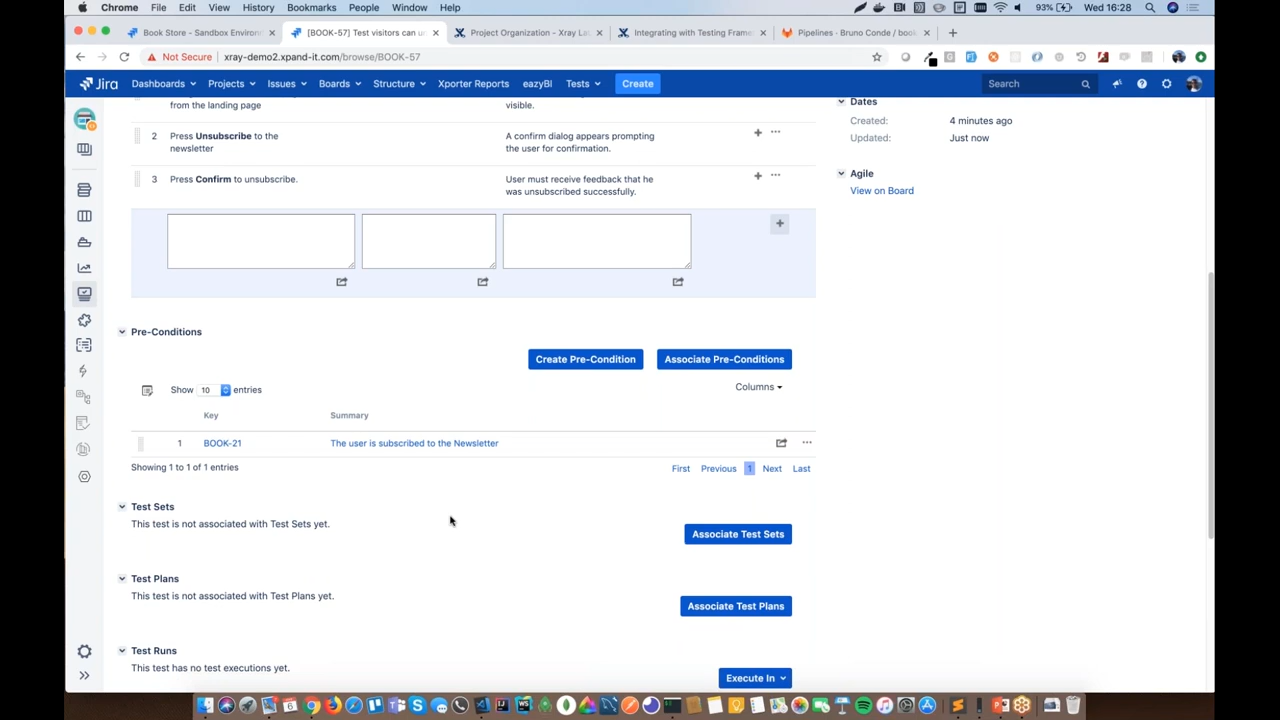 Chrome File Edit View History Bookmarks People Window Help 93% Wed 16:28
Book Store - Sandbox Environ × [BOOK-57] Test visitors can u × Project Organization - Xray La × Integrating with Testing Frame × Pipelines · Bruno Conde / boo ×
Not Secure xray-demo2.xpand-it.com/browse/BOOK-57
Jira Dashboards Projects Issues Boards Structure Xporter Reports eazyBI Tests Create Search
from the landing page visible.
2 Press Unsubscribe to the A confirm dialog appears prompting
newsletter the user for confirmation.
3 Press Confirm to unsubscribe. User must receive feedback that he
was unsubscribed successfully.
Pre-Conditions
Create Pre-Condition Associate Pre-Conditions
Show 10 entries Columns
Key Summary
1 BOOK-21 The user is subscribed to the Newsletter
Showing 1 to 1 of 1 entries First Previous 1 Next Last
Test Sets
This test is not associated with Test Sets yet.
Associate Test Sets
Test Plans
This test is not associated with Test Plans yet.
Associate Test Plans
Test Runs
This test has no test executions yet.
Execute In
Dates
Created: 4 minutes ago
Updated: Just now
Agile
View on Board